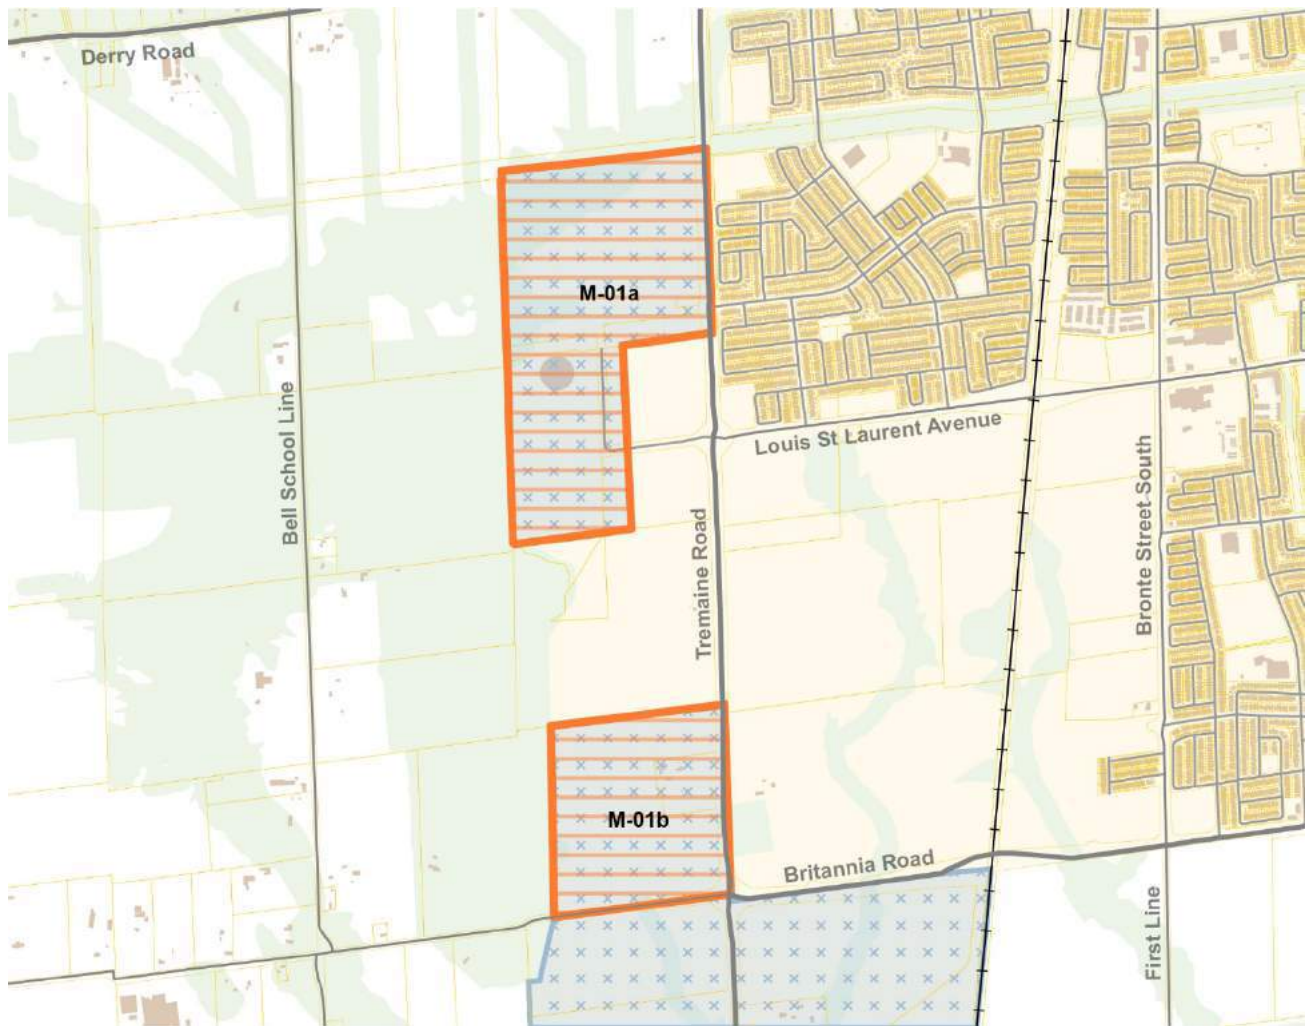 Derry Road
M-01a
Bell School Line
Louis St Laurent Avenue
Bronte Street South
Tremaine Road
M-01b
Britannia Road
First Line